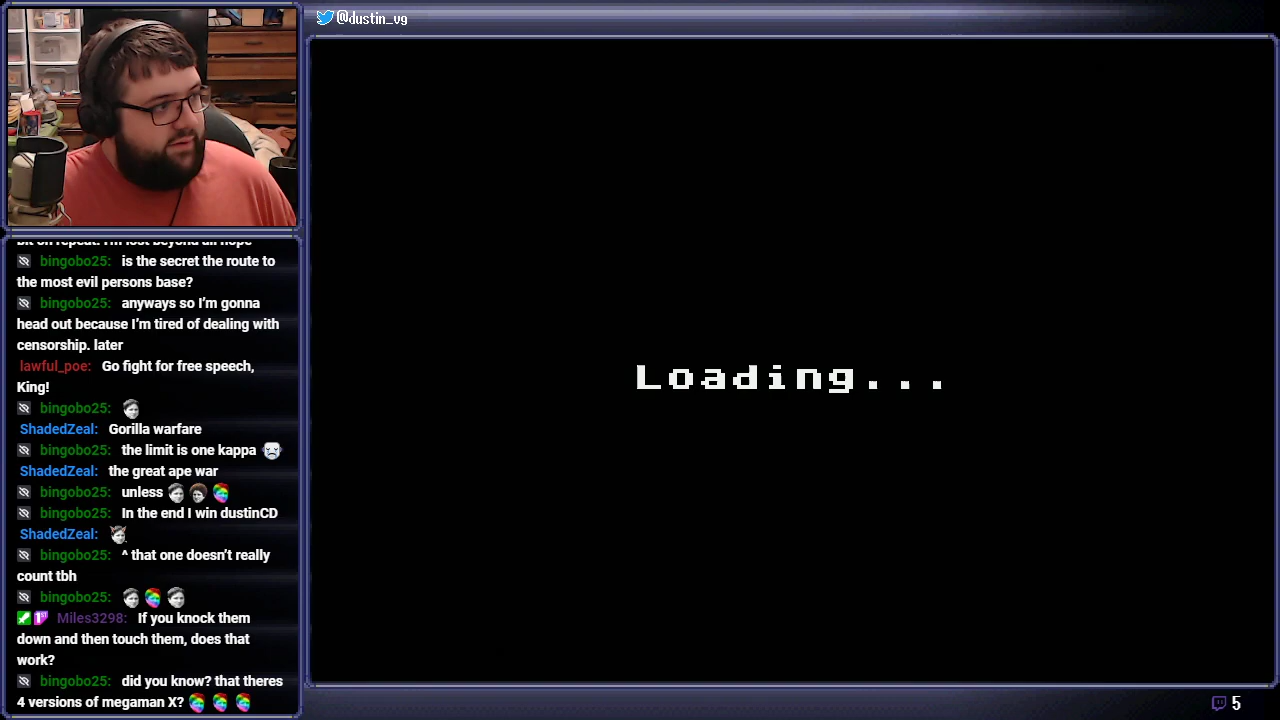 @dustin_vg
bingobo25: is the secret the route to
the most evil persons base?
bingobo25: anyways so I'm gonna
head out because I'm tired of dealing with
censorship. later
lawful_poe: Go fight for free speech,
King!
bingobo25:
ShadedZeal: Gorilla warfare
bingobo25: the limit is one kappa
ShadedZeal: the great ape war
bingobo25: unless
bingobo25: In the end I win dustinCD
ShadedZeal:
bingobo25: ^ that one doesn't really
count tbh
bingobo25:
Miles3298: If you knock them
down and then touch them, does that
work?
bingobo25: did you know? that theres
4 versions of megaman X?
Loading...
5